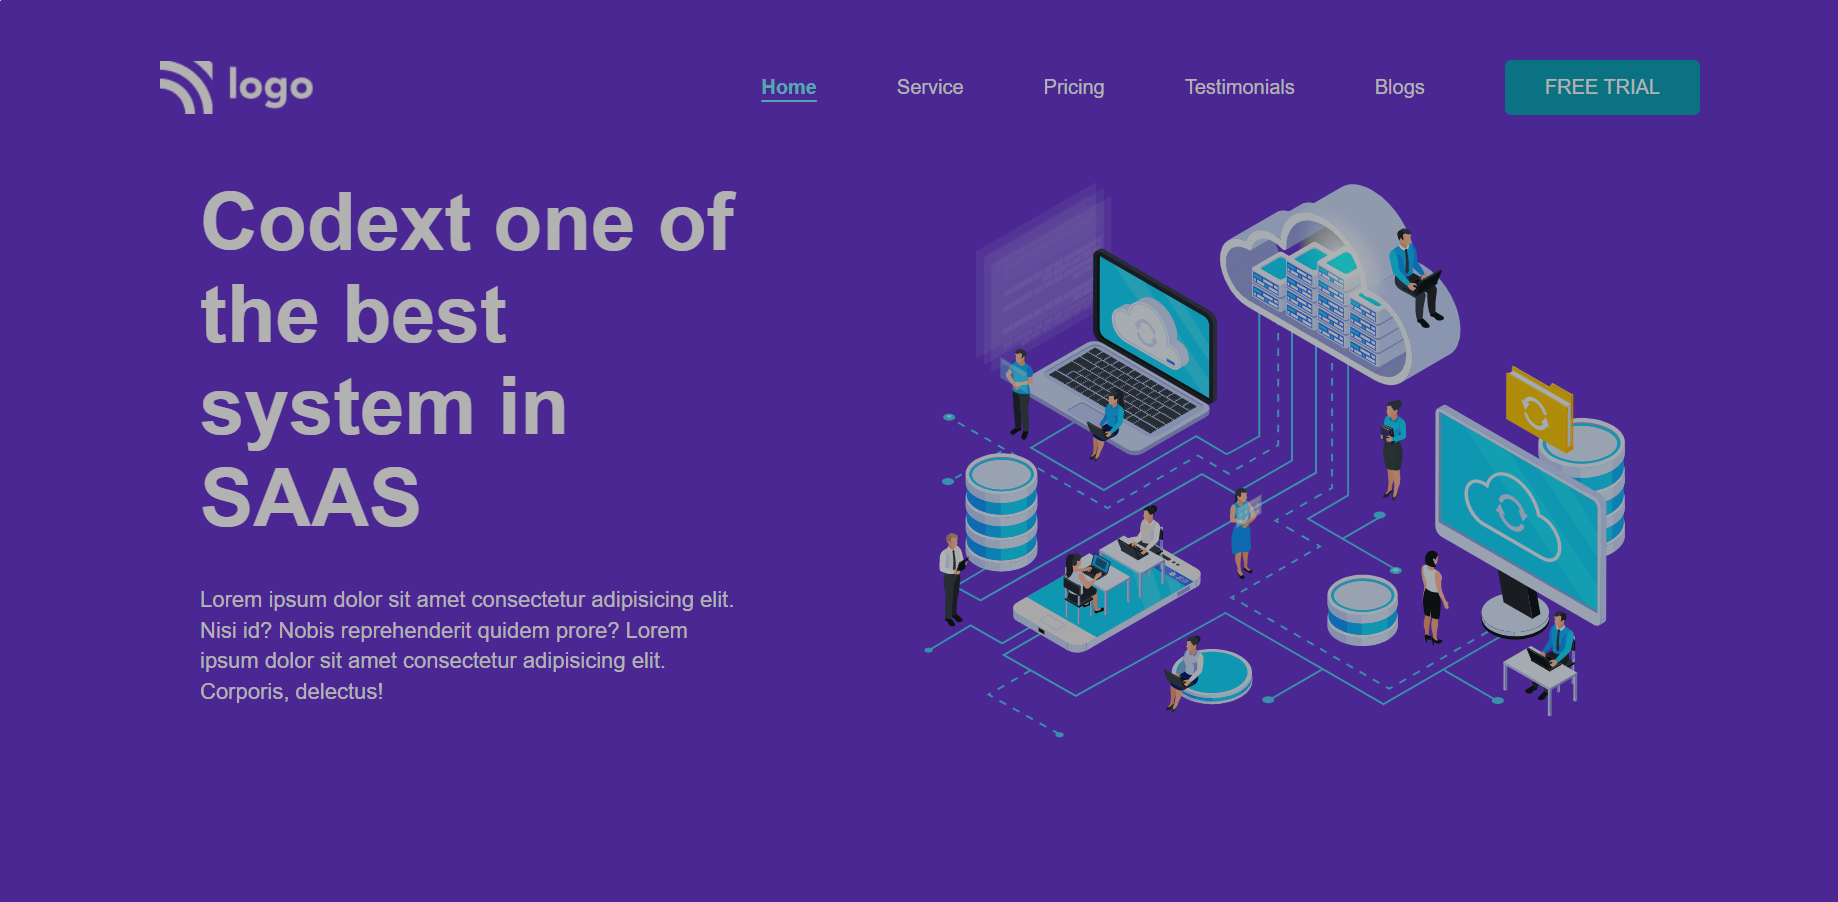 logo
Home
Service
Pricing
Testimonials
Blogs
FREE TRIAL
Codext one of
the best
system in
SAAS
Lorem ipsum dolor sit amet consectetur adipisicing elit.
Nisi id? Nobis reprehenderit quidem prore? Lorem
ipsum dolor sit amet consectetur adipisicing elit.
Corporis, delectus!